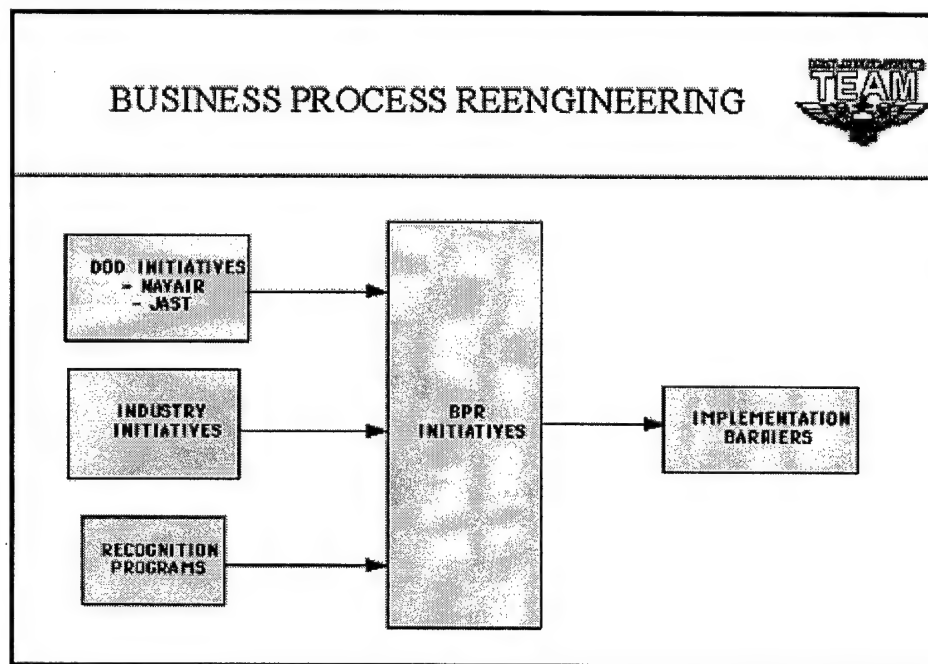 BUSINESS PROCESS REENGINEERING
TEAM
DOD INITIATIVES
- NAVAIR
- JAST
INDUSTRY
INITIATIVES
RECOGNITION
PROGRAMS
BPR
INITIATIVES
IMPLEMENTATION
BARRIERS